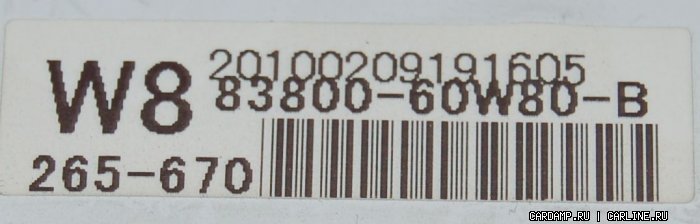 20100209191605
W8
83800-60W80-B
265-670
CARDAMP.RU | CARLINE.RU